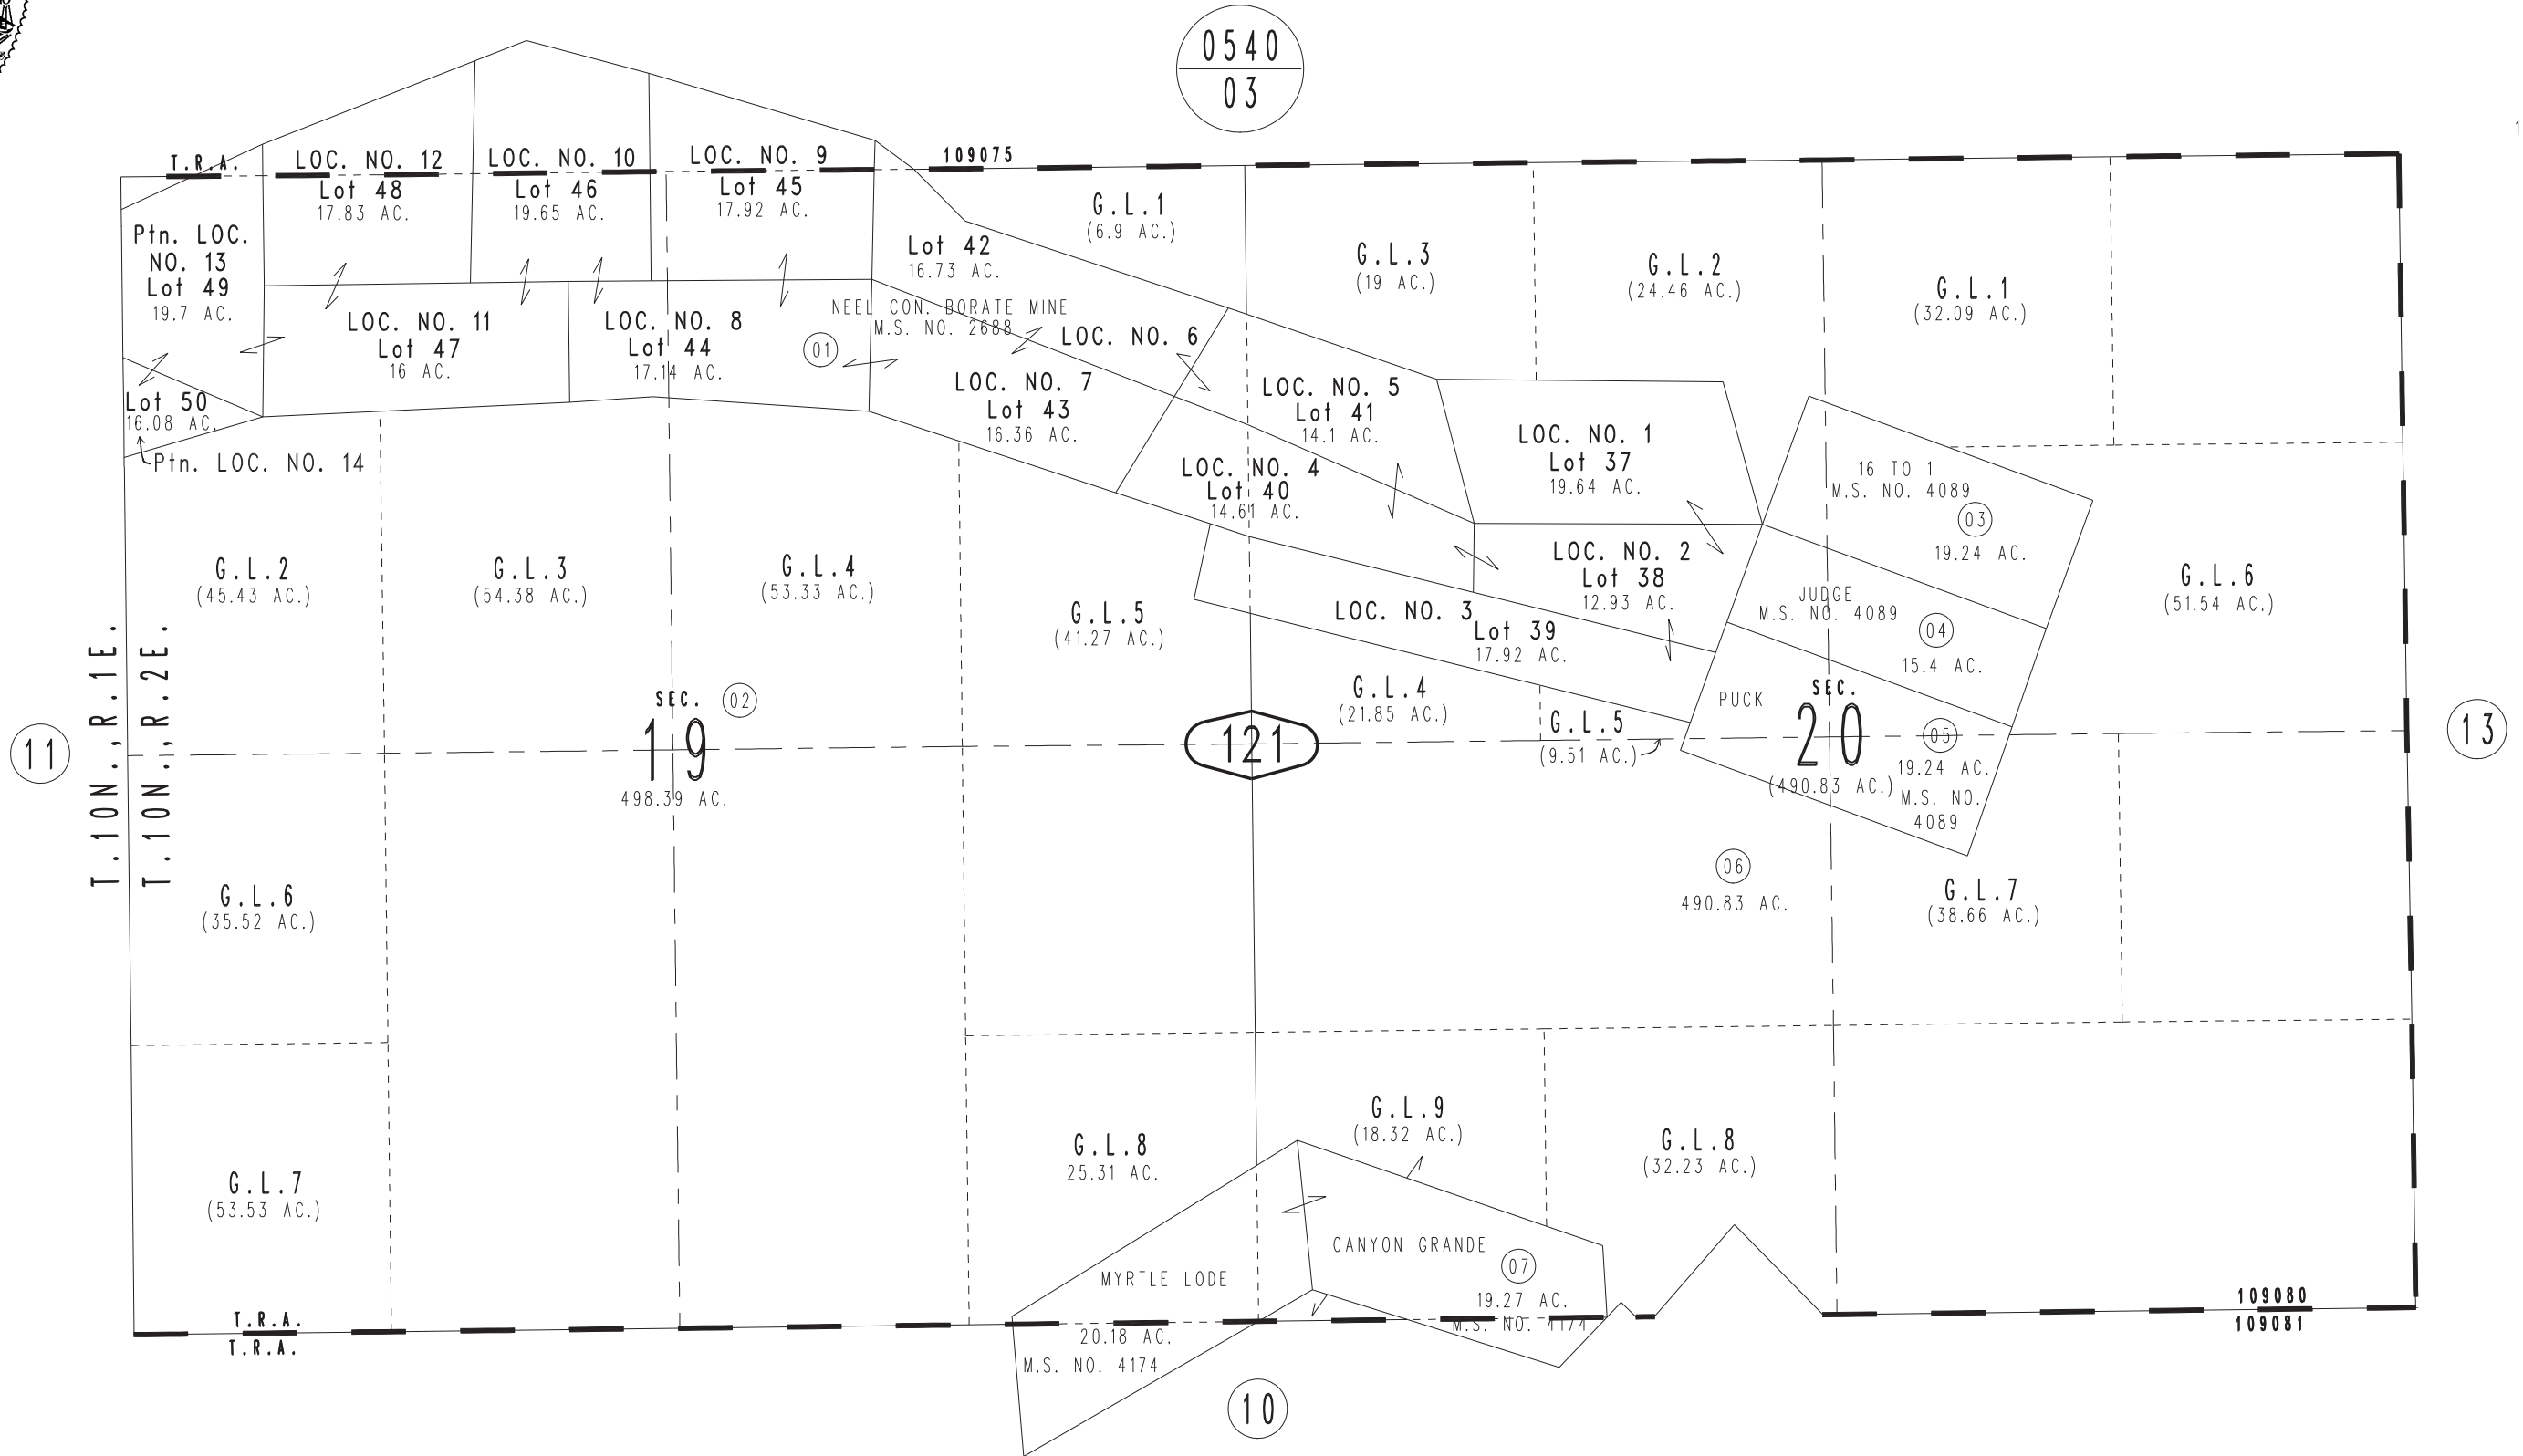 0540
03
1
T.R.A.
109075
LOC. NO. 12
Lot 48
17.83 AC.
LOC. NO. 10
Lot 46
19.65 AC.
LOC. NO. 9
Lot 45
17.92 AC.
Ptn. LOC.
NO. 13
Lot 49
19.7 AC.
Lot 42
16.73 AC.
G.L.1
(6.9 AC.)
G.L.3
(19 AC.)
G.L.2
(24.46 AC.)
G.L.1
(32.09 AC.)
LOC. NO. 11
Lot 47
16 AC.
LOC. NO. 8
Lot 44
17.14 AC.
01
NEEL CON. BORATE MINE
M.S. NO. 2688
LOC. NO. 6
LOC. NO. 7
Lot 43
16.36 AC.
LOC. NO. 5
Lot 41
14.1 AC.
Lot 50
16.08 AC.
Ptn. LOC. NO. 14
LOC. NO. 4
Lot 40
14.61 AC.
LOC. NO. 1
Lot 37
19.64 AC.
16 TO 1
M.S. NO. 4089
03
19.24 AC.
G.L.2
(45.43 AC.)
G.L.3
(54.38 AC.)
G.L.4
(53.33 AC.)
G.L.5
(41.27 AC.)
LOC. NO. 2
Lot 38
12.93 AC.
LOC. NO. 3
Lot 39
17.92 AC.
JUDGE
M.S. NO. 4089
04
15.4 AC.
G.L.6
(51.54 AC.)
T.10N.,R.1E.
T.10N.,R.2E.
11
SEC.
19
02
498.39 AC.
121
G.L.4
(21.85 AC.)
G.L.5
(9.51 AC.)
PUCK
SEC.
20
(490.83 AC.)
05
19.24 AC.
M.S. NO.
4089
13
06
490.83 AC.
G.L.6
(35.52 AC.)
G.L.7
(38.66 AC.)
G.L.7
(53.53 AC.)
G.L.8
25.31 AC.
G.L.9
(18.32 AC.)
G.L.8
(32.23 AC.)
CANYON GRANDE
07
19.27 AC.
M.S. NO. 4174
MYRTLE LODE
20.18 AC.
M.S. NO. 4174
T.R.A.
T.R.A.
109080
109081
10